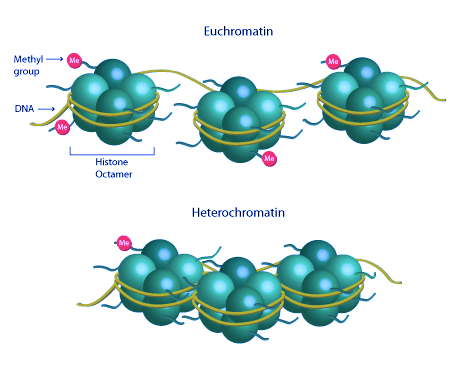 Euchromatin
Me
Me
Methyl
group
DNA
Me
Me
Histone
Octamer
Heterochromatin
Me